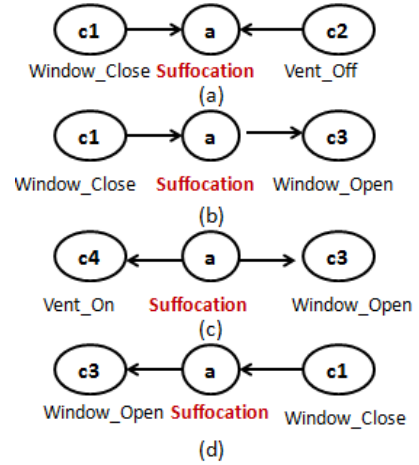 c1 a c2
Window_Close Suffocation Vent_Off
(a)
c1 a c3
Window_Close Suffocation Window_Open
(b)
c4 a c3
Vent_On Suffocation Window_Open
(c)
c3 a c1
Window_Open Suffocation Window_Close
(d)